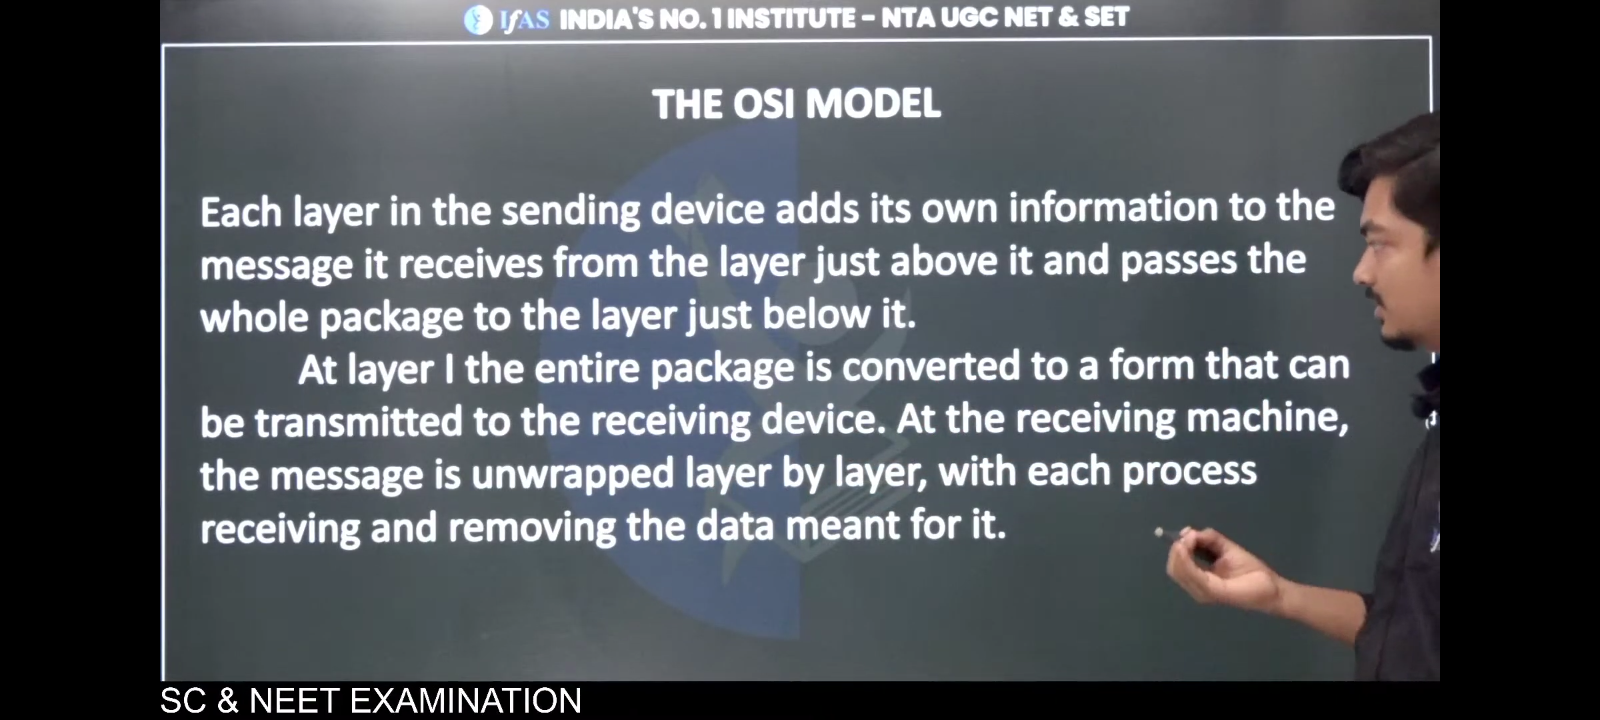 IfAS INDIA'S NO. 1 INSTITUTE – NTA UGC NET & SET
THE OSI MODEL
Each layer in the sending device adds its own information to the
message it receives from the layer just above it and passes the
whole package to the layer just below it.
At layer I the entire package is converted to a form that can
be transmitted to the receiving device. At the receiving machine,
the message is unwrapped layer by layer, with each process
receiving and removing the data meant for it.
SC & NEET EXAMINATION